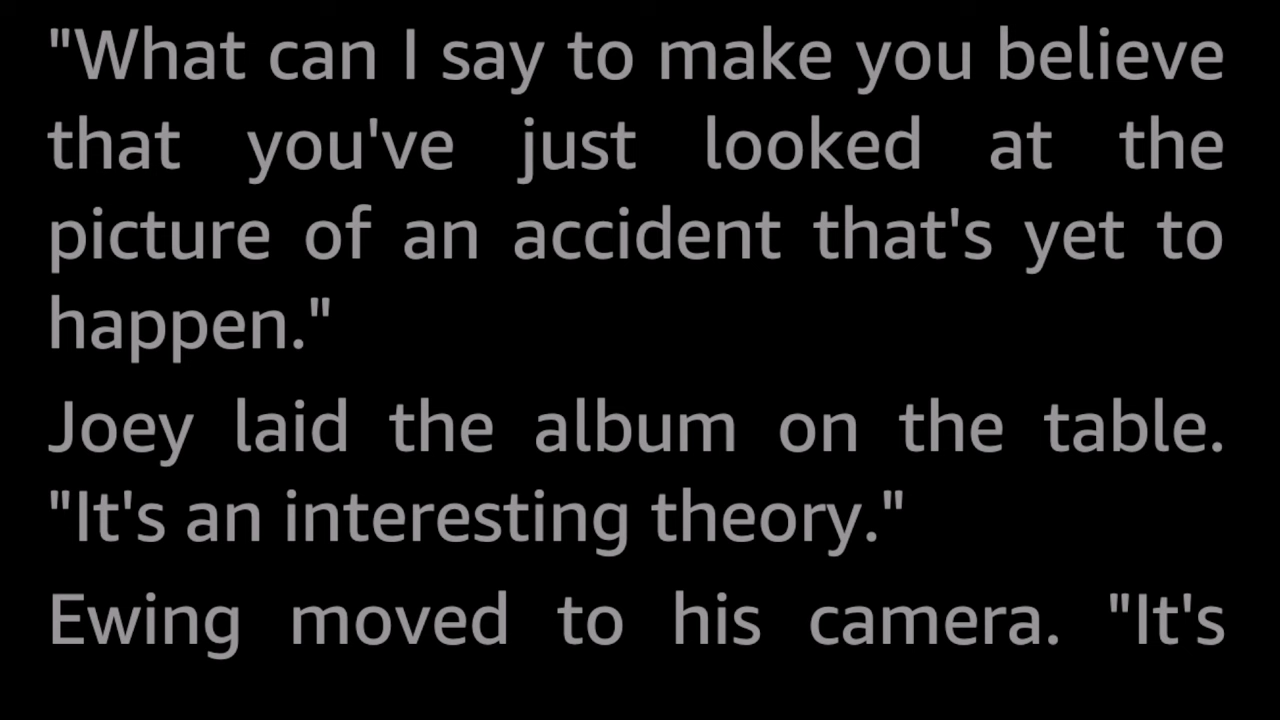 "What can I say to make you believe
that you've just looked at the
picture of an accident that's yet to
happen."
Joey laid the album on the table.
"It's an interesting theory."
Ewing moved to his camera. "It's